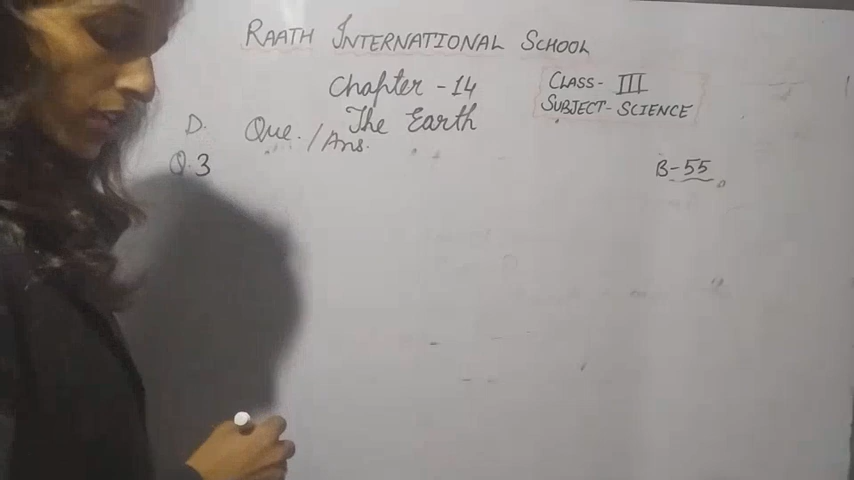 RAATH INTERNATIONAL SCHOOL
Chapter - 14
CLASS - III
The Earth
SUBJECT - SCIENCE
D. Que. / Ans.
Q.3
B-55